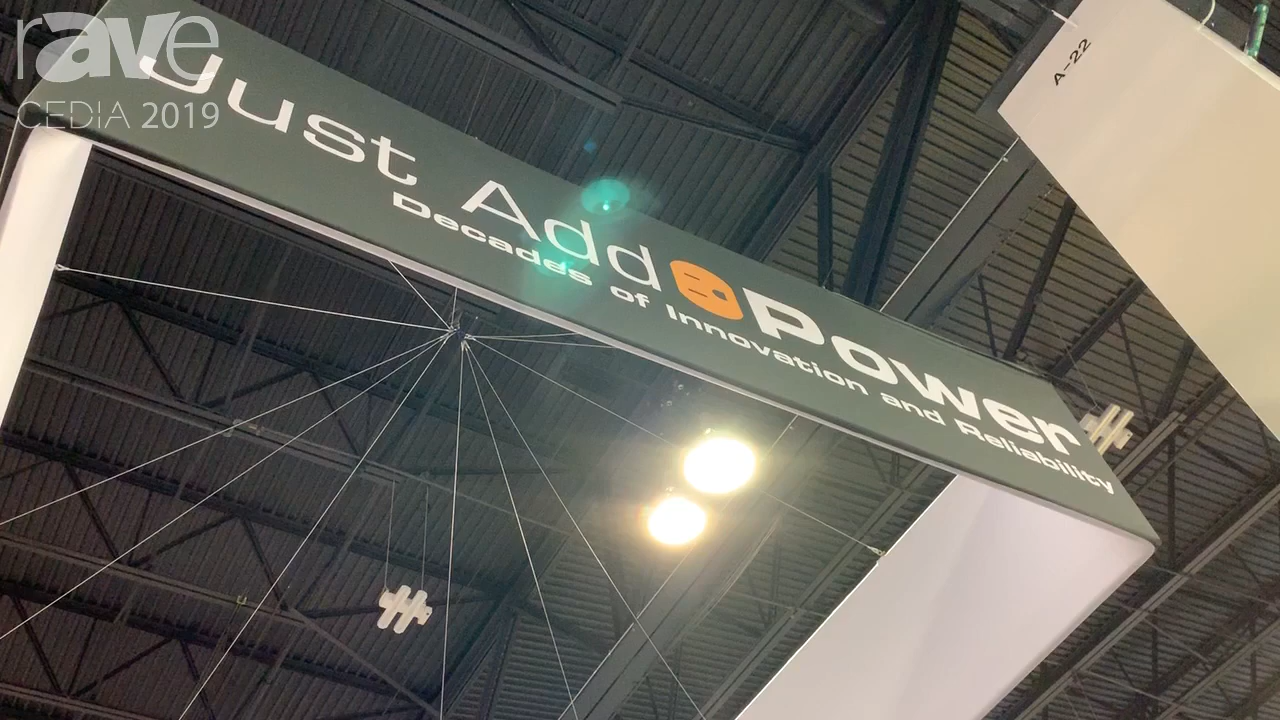 rAVe
CEDIA 2019
Just Add Power
Decades of Innovation and Reliability
A-22